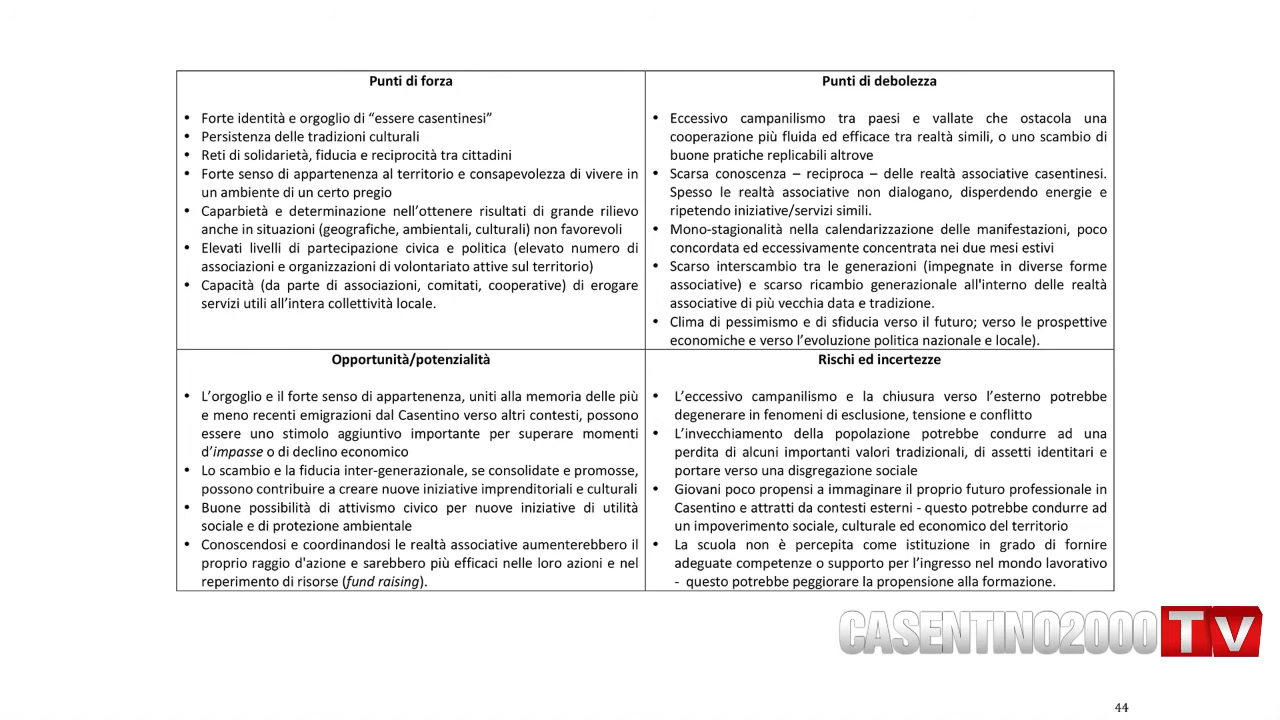 Punti di forza
• Forte identità e orgoglio di “essere casentinesi”
• Persistenza delle tradizioni culturali
• Reti di solidarietà, fiducia e reciprocità tra cittadini
• Forte senso di appartenenza al territorio e consapevolezza di vivere in
un ambiente di un certo pregio
• Caparbietà e determinazione nell’ottenere risultati di grande rilievo
anche in situazioni (geografiche, ambientali, culturali) non favorevoli
• Elevati livelli di partecipazione civica e politica (elevato numero di
associazioni e organizzazioni di volontariato attive sul territorio)
• Capacità (da parte di associazioni, comitati, cooperative) di erogare
servizi utili all’intera collettività locale.
Punti di debolezza
• Eccessivo campanilismo tra paesi e vallate che ostacola una
cooperazione più fluida ed efficace tra realtà simili, o uno scambio di
buone pratiche replicabili altrove
• Scarsa conoscenza – reciproca – delle realtà associative casentinesi.
Spesso le realtà associative non dialogano, disperdendo energie e
ripetendo iniziative/servizi simili.
• Mono-stagionalità nella calendarizzazione delle manifestazioni, poco
concordata ed eccessivamente concentrata nei due mesi estivi
• Scarso interscambio tra le generazioni (impegnate in diverse forme
associative) e scarso ricambio generazionale all'interno delle realtà
associative di più vecchia data e tradizione.
• Clima di pessimismo e di sfiducia verso il futuro; verso le prospettive
economiche e verso l’evoluzione politica nazionale e locale).
Opportunità/potenzialità
• L’orgoglio e il forte senso di appartenenza, uniti alla memoria delle più
e meno recenti emigrazioni dal Casentino verso altri contesti, possono
essere uno stimolo aggiuntivo importante per superare momenti
d’impasse o di declino economico
• Lo scambio e la fiducia inter-generazionale, se consolidate e promosse,
possono contribuire a creare nuove iniziative imprenditoriali e culturali
• Buone possibilità di attivismo civico per nuove iniziative di utilità
sociale e di protezione ambientale
• Conoscendosi e coordinandosi le realtà associative aumenterebbero il
proprio raggio d'azione e sarebbero più efficaci nelle loro azioni e nel
reperimento di risorse (fund raising).
Rischi ed incertezze
• L’eccessivo campanilismo e la chiusura verso l’esterno potrebbe
degenerare in fenomeni di esclusione, tensione e conflitto
• L’invecchiamento della popolazione potrebbe condurre ad una
perdita di alcuni importanti valori tradizionali, di assetti identitari e
portare verso una disgregazione sociale
• Giovani poco propensi a immaginare il proprio futuro professionale in
Casentino e attratti da contesti esterni - questo potrebbe condurre ad
un impoverimento sociale, culturale ed economico del territorio
• La scuola non è percepita come istituzione in grado di fornire
adeguate competenze o supporto per l’ingresso nel mondo lavorativo
- questo potrebbe peggiorare la propensione alla formazione.
CASENTINO2000 TV
44